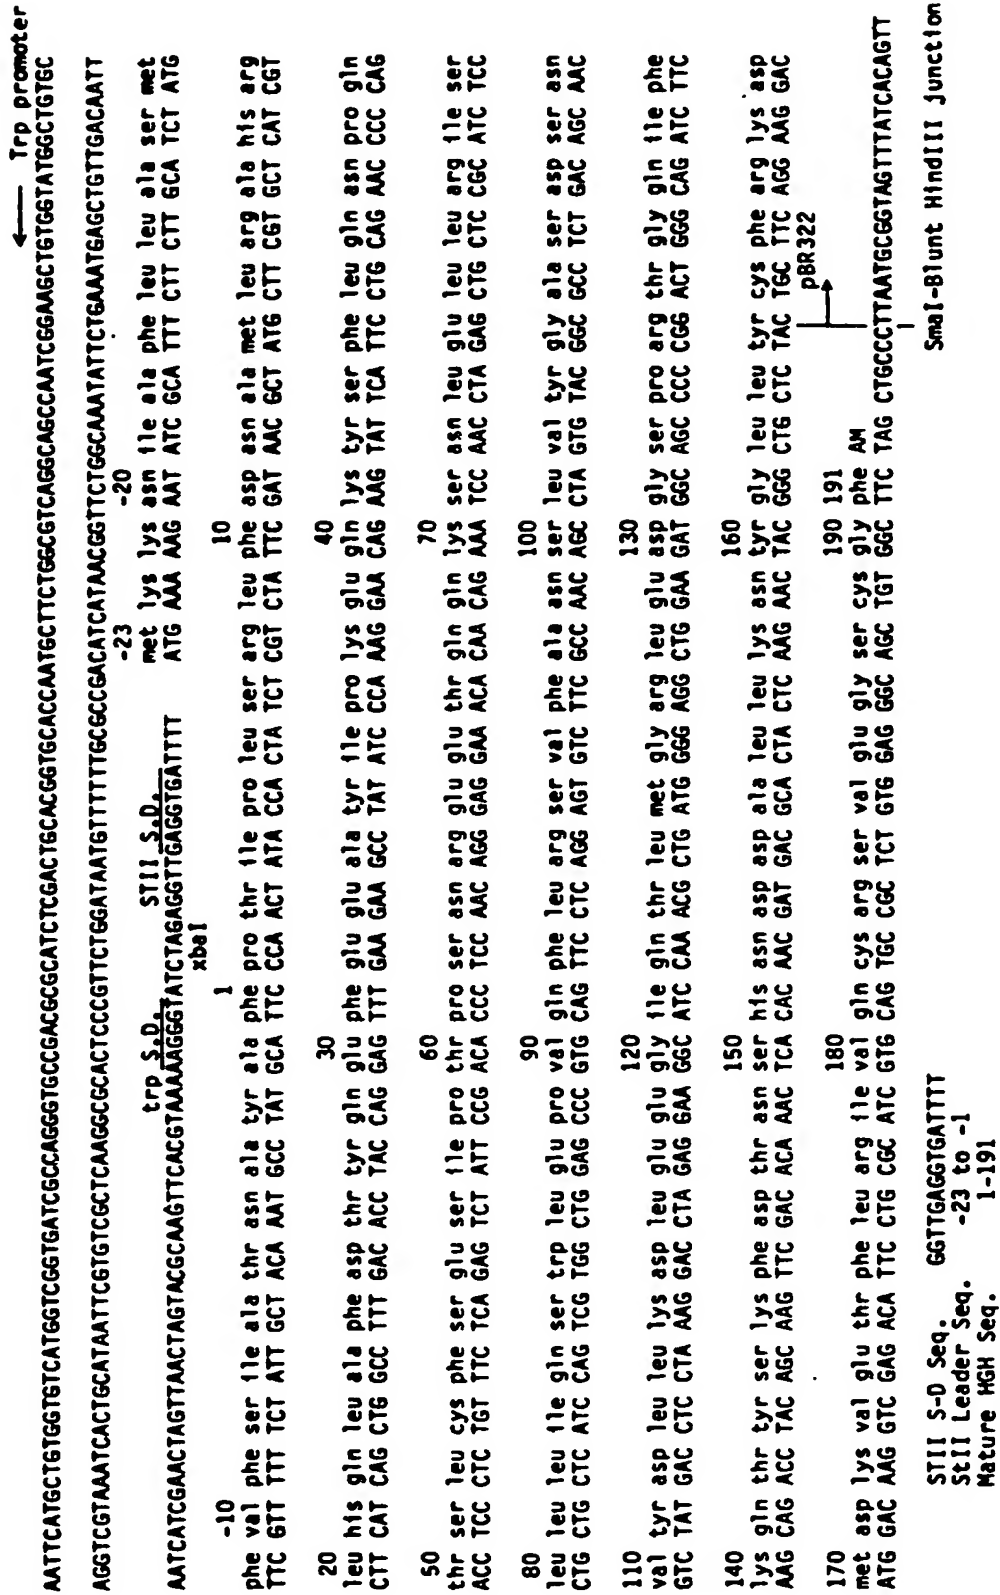 ← Trp promoter
AATTCATGCTGTGGTGTCATGGTCGGTGATCGCCAGGGTGCCGACGCGCATCTCGACTGCACGGTGCACCAATGCTTCTGGCGTCAGGCAGCCAATCGGAAGCTGTGGTATGGCTGTGC
AGGTCGTAAATCACTGCATAATTCGTGTCGCTCAAGGCGCACTCCCGTTCTGGATAATGTTTTTTGCGCCGACATCATAACGGTTCTGGCAAATATTCTGAAATGAGCTGTTGACAATT
trp S.D. STII S.D. -23 -20
met lys lys asn ile ala phe leu leu ala ser met
AATCATCGAACTAGTTAACTAGTACGCAAGTTCACGTAAAAAGGGTATCTAGAGGTTGAGGTGATTTT ATG AAA AAG AAT ATC GCA TTT CTT CTT GCA TCT ATG
xbaI
-10 1 10
phe val phe ser ile ala thr asn ala tyr ala phe pro thr ile pro leu ser arg leu phe asp asn ala met leu arg ala his arg
TTC GTT TTT TCT ATT GCT ACA AAT GCC TAT GCA TTC CCA ACT ATA CCA CTA TCT CGT CTA TTC GAT AAC GCT ATG CTT CGT GCT CAT CGT
20 30 40
leu his gln leu ala phe asp thr tyr gln glu phe glu glu ala tyr ile pro lys glu gln lys tyr ser phe leu gln asn pro gln
CTT CAT CAG CTG GCC TTT GAC ACC TAC CAG GAG TTT GAA GAA GCC TAT ATC CCA AAG GAA CAG AAG TAT TCA TTC CTG CAG AAC CCC CAG
50 60 70
thr ser leu cys phe ser glu ser ile pro thr pro ser asn arg glu glu thr gln gln lys ser asn leu glu leu leu arg ile ser
ACC TCC CTC TGT TTC TCA GAG TCT ATT CCG ACA CCC TCC AAC AGG GAG GAA ACA CAA CAG AAA TCC AAC CTA GAG CTG CTC CGC ATC TCC
80 90 100
leu leu leu ile gln ser trp leu glu pro val gln phe leu arg ser val phe ala asn ser leu val tyr gly ala ser asp ser asn
CTG CTG CTC ATC CAG TCG TGG CTG GAG CCC GTG CAG TTC CTC AGG AGT GTC TTC GCC AAC AGC CTA GTG TAC GGC GCC TCT GAC AGC AAC
110 120 130
val tyr asp leu leu lys asp leu glu glu gly ile gln thr leu met gly arg leu glu asp gly ser pro arg thr gly gln ile phe
GTC TAT GAC CTC CTA AAG GAC CTA GAG GAA GGC ATC CAA ACG CTG ATG GGG AGG CTG GAA GAT GGC AGC CCC CGG ACT GGG CAG ATC TTC
140 150 160
lys gln thr tyr ser lys phe asp thr asn ser his asn asp asp ala leu leu lys asn tyr gly leu leu tyr cys phe arg lys asp
AAG CAG ACC TAC AGC AAG TTC GAC ACA AAC TCA CAC AAC GAT GAC GCA CTA CTC AAG AAC TAC GGG CTG CTC TAC TGC TTC AGG AAG GAC
pBR322
170 180 190 191
met asp lys val glu thr phe leu arg ile val gln cys arg ser val glu gly ser cys gly phe AM
ATG GAC AAG GTC GAG ACA TTC CTG CGC ATC GTG CAG TGC CGC TCT GTG GAG GGC AGC TGT GGC TTC TAG CTGCCCTTAATGCGGTAGTTTATCACAGTT
SmaI-Blunt HindIII junction
STII S-D Seq. GGTTGAGGTGATTTT
StII Leader Seq. -23 to -1
Mature HGH Seq. 1-191